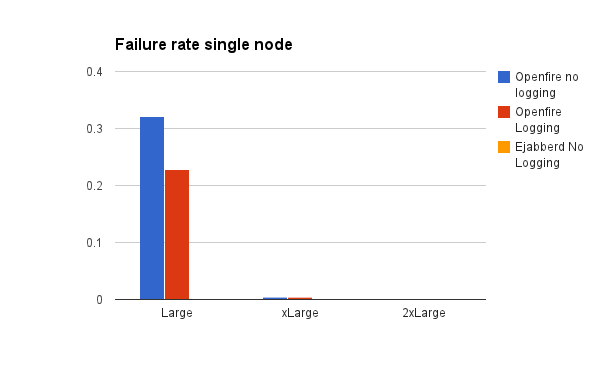 Failure rate single node
0.4
0.3
0.2
0.1
0
Large
xLarge
2xLarge
Openfire no
logging
Openfire
Logging
Ejabberd No
Logging